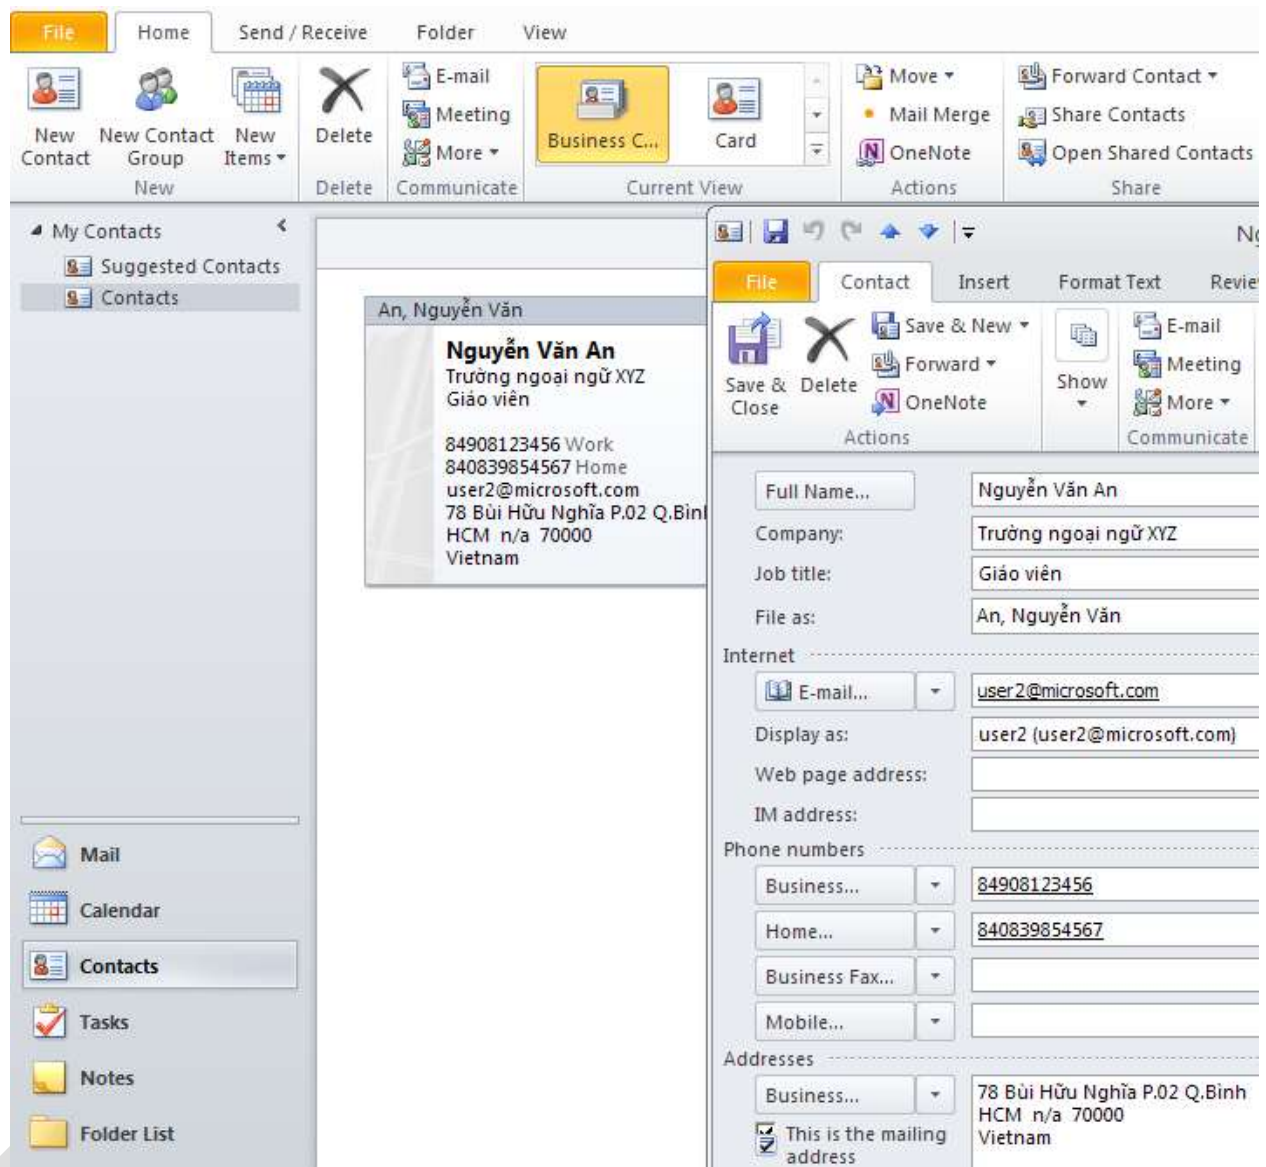 File Home Send / Receive Folder View
New Contact
New Contact Group
New Items
Delete
E-mail
Meeting
More
Business C...
Card
Move
Mail Merge
OneNote
Forward Contact
Share Contacts
Open Shared Contacts
New Delete Communicate Current View Actions Share
My Contacts
Suggested Contacts
Contacts
An, Nguyễn Văn
Nguyễn Văn An
Trường ngoại ngữ XYZ
Giáo viên
84908123456 Work
840839854567 Home
user2@microsoft.com
78 Bùi Hữu Nghĩa P.02 Q.Bình
HCM n/a 70000
Vietnam
Mail
Calendar
Contacts
Tasks
Notes
Folder List
File Contact Insert Format Text
Save & Close
Delete
Save & New
Forward
OneNote
Show
E-mail
Meeting
More
Actions Communicate
Full Name... Nguyễn Văn An
Company: Trường ngoại ngữ XYZ
Job title: Giáo viên
File as: An, Nguyễn Văn
Internet
E-mail... user2@microsoft.com
Display as: user2 (user2@microsoft.com)
Web page address:
IM address:
Phone numbers
Business... 84908123456
Home... 840839854567
Business Fax...
Mobile...
Addresses
Business... 78 Bùi Hữu Nghĩa P.02 Q.Bình
HCM n/a 70000
Vietnam
This is the mailing
address